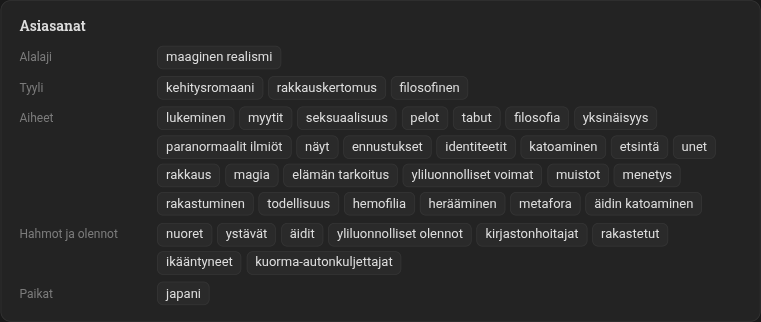 Asiasanat
Alalaji maaginen realismi
Tyyli kehitysromaani rakkauskertomus filosofinen
Aiheet lukeminen myytit seksuaalisuus pelot tabut filosofia yksinäisyys
paranormaalit ilmiöt näyt ennustukset identiteetit katoaminen etsintä unet
rakkaus magia elämän tarkoitus yliluonnolliset voimat muistot menetys
rakastuminen todellisuus hemofilia herääminen metafora äidin katoaminen
Hahmot ja olennot nuoret ystävät äidit yliluonnolliset olennot kirjastonhoitajat rakastetut
ikääntyneet kuorma-autonkuljettajat
Paikat japani